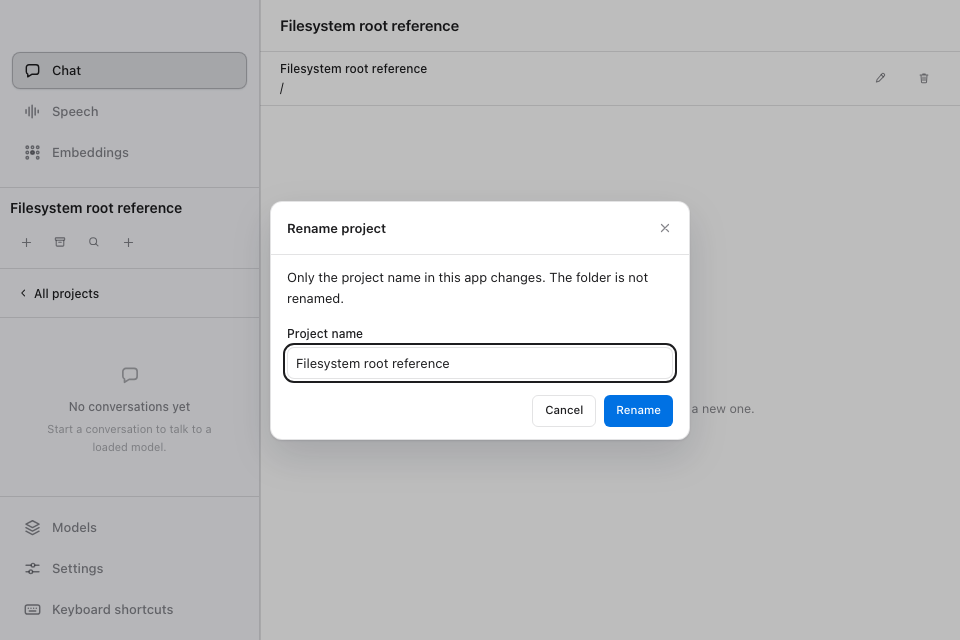 Chat
Speech
Embeddings
Filesystem root reference
All projects
No conversations yet
Start a conversation to talk to a
loaded model.
Models
Settings
Keyboard shortcuts
Filesystem root reference
Filesystem root reference
/
Rename project
Only the project name in this app changes. The folder is not
renamed.
Project name
Filesystem root reference
Cancel
Rename
a new one.